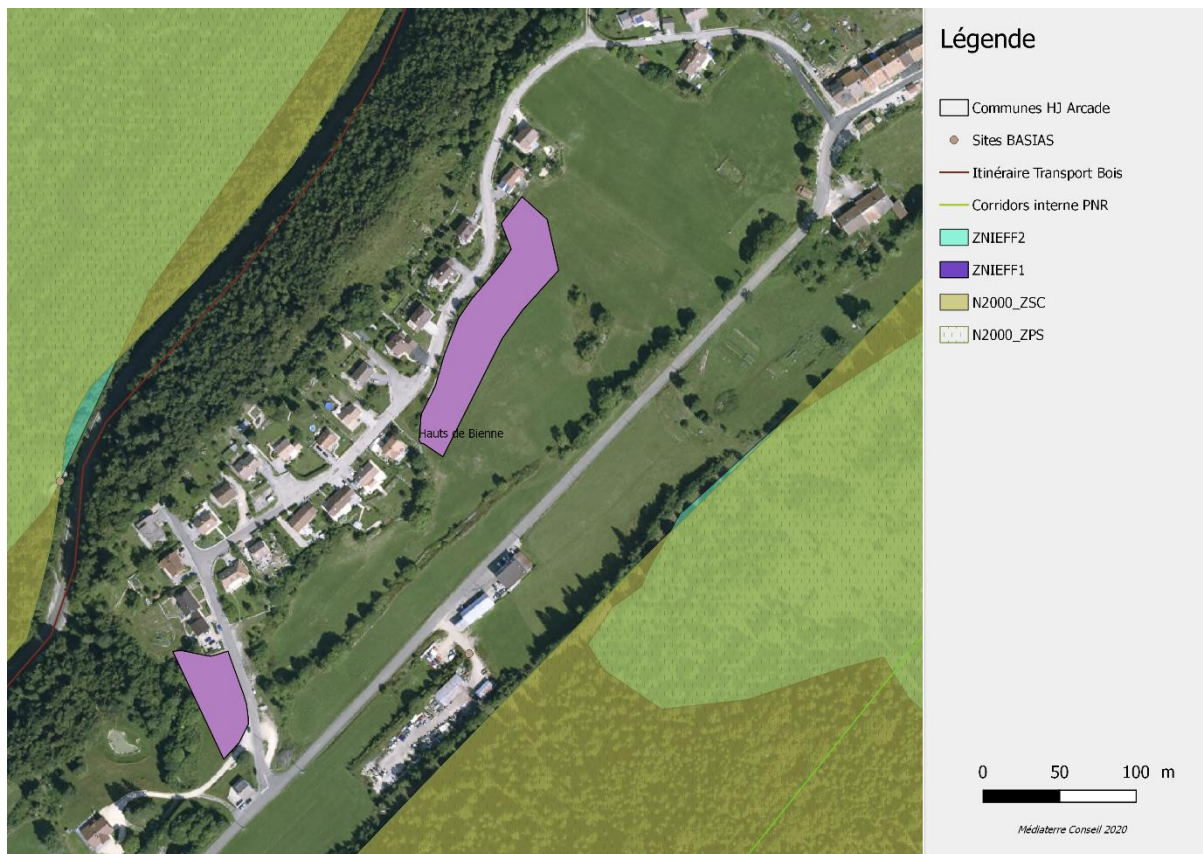 Hauts de Bienne
Légende
Communes HJ Arcade
Sites BASIAS
Itinéraire Transport Bois
Corridors interne PNR
ZNIEFF2
ZNIEFF1
N2000_ZSC
N2000_ZPS
0 50 100 m
Médiaterre Conseil 2020